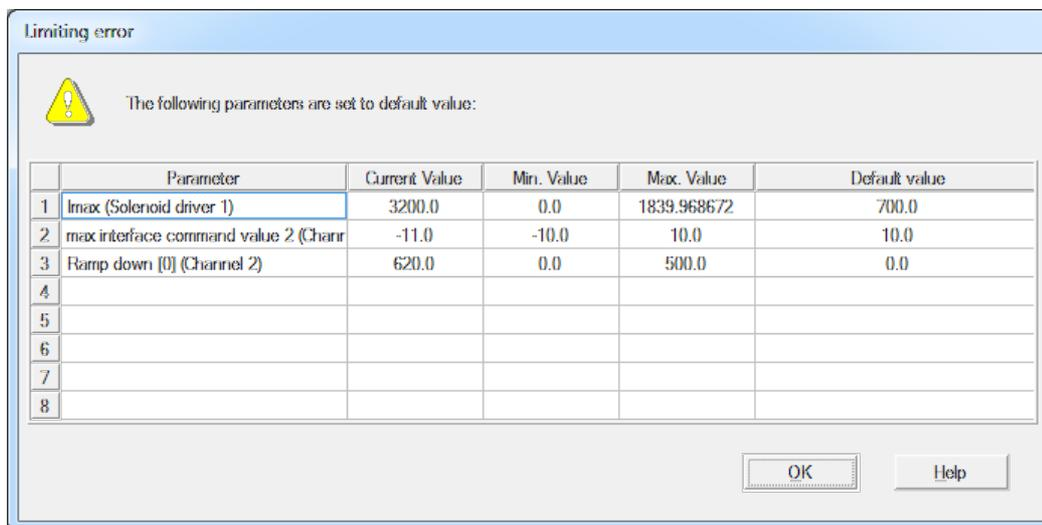 Limiting error
The following parameters are set to default value:
Parameter Current Value Min. Value Max. Value Default value
1 Imax (Solenoid driver 1) 3200.0 0.0 1839.968672 700.0
2 max interface command value 2 (Chanr -11.0 -10.0 10.0 10.0
3 Ramp down [0] (Channel 2) 620.0 0.0 500.0 0.0
4
5
6
7
8
OK Help